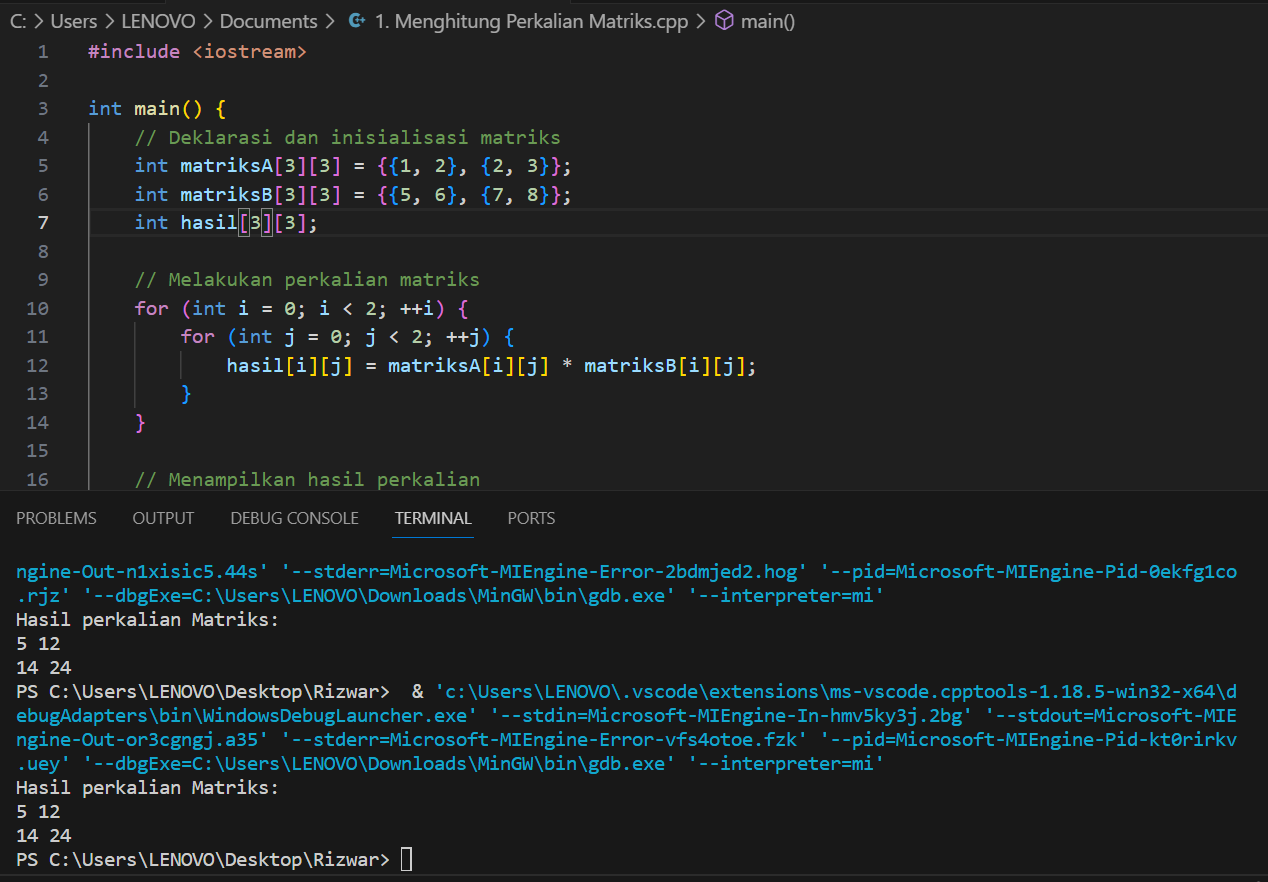 C: > Users > LENOVO > Documents > 1. Menghitung Perkalian Matriks.cpp > main()
1 #include <iostream>
2
3 int main() {
4     // Deklarasi dan inisialisasi matriks
5     int matriksA[3][3] = {{1, 2}, {2, 3}};
6     int matriksB[3][3] = {{5, 6}, {7, 8}};
7     int hasil[3][3];
8
9     // Melakukan perkalian matriks
10     for (int i = 0; i < 2; ++i) {
11         for (int j = 0; j < 2; ++j) {
12             hasil[i][j] = matriksA[i][j] * matriksB[i][j];
13         }
14     }
15
16     // Menampilkan hasil perkalian
PROBLEMS OUTPUT DEBUG CONSOLE TERMINAL PORTS
ngine-Out-n1xisic5.44s' '--stderr=Microsoft-MIEngine-Error-2bdmjed2.hog' '--pid=Microsoft-MIEngine-Pid-0ekfg1co
.rjz' '--dbgExe=C:\Users\LENOVO\Downloads\MinGW\bin\gdb.exe' '--interpreter=mi'
Hasil perkalian Matriks:
5 12
14 24
PS C:\Users\LENOVO\Desktop\Rizwar>  & 'c:\Users\LENOVO\.vscode\extensions\ms-vscode.cpptools-1.18.5-win32-x64\d
ebugAdapters\bin\WindowsDebugLauncher.exe' '--stdin=Microsoft-MIEngine-In-hmv5ky3j.2bg' '--stdout=Microsoft-MIE
ngine-Out-or3cgngj.a35' '--stderr=Microsoft-MIEngine-Error-vfs4otoe.fzk' '--pid=Microsoft-MIEngine-Pid-kt0rirkv
.uey' '--dbgExe=C:\Users\LENOVO\Downloads\MinGW\bin\gdb.exe' '--interpreter=mi'
Hasil perkalian Matriks:
5 12
14 24
PS C:\Users\LENOVO\Desktop\Rizwar>